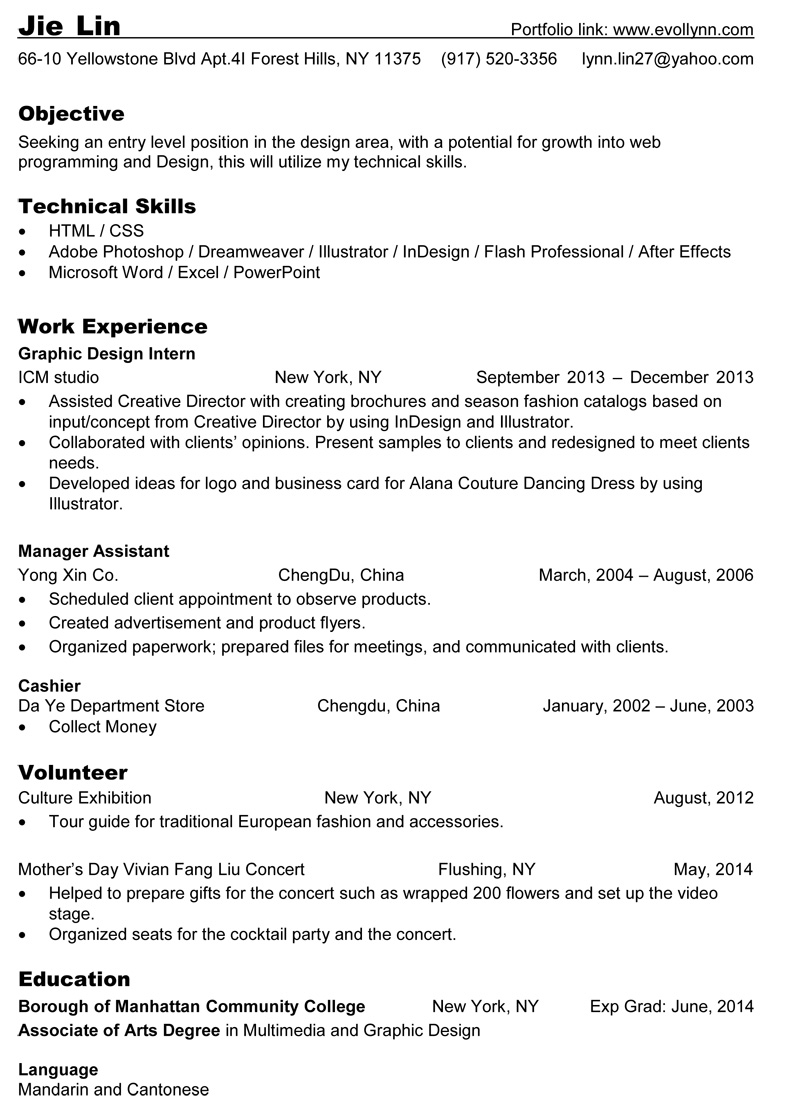 Jie Lin Portfolio link: www.evollynn.com
66-10 Yellowstone Blvd Apt.4I Forest Hills, NY 11375 (917) 520-3356 lynn.lin27@yahoo.com
Objective
Seeking an entry level position in the design area, with a potential for growth into web
programming and Design, this will utilize my technical skills.
Technical Skills
• HTML / CSS
• Adobe Photoshop / Dreamweaver / Illustrator / InDesign / Flash Professional / After Effects
• Microsoft Word / Excel / PowerPoint
Work Experience
Graphic Design Intern
ICM studio New York, NY September 2013 – December 2013
• Assisted Creative Director with creating brochures and season fashion catalogs based on
input/concept from Creative Director by using InDesign and Illustrator.
• Collaborated with clients’ opinions. Present samples to clients and redesigned to meet clients
needs.
• Developed ideas for logo and business card for Alana Couture Dancing Dress by using
Illustrator.
Manager Assistant
Yong Xin Co. ChengDu, China March, 2004 – August, 2006
• Scheduled client appointment to observe products.
• Created advertisement and product flyers.
• Organized paperwork; prepared files for meetings, and communicated with clients.
Cashier
Da Ye Department Store Chengdu, China January, 2002 – June, 2003
• Collect Money
Volunteer
Culture Exhibition New York, NY August, 2012
• Tour guide for traditional European fashion and accessories.
Mother’s Day Vivian Fang Liu Concert Flushing, NY May, 2014
• Helped to prepare gifts for the concert such as wrapped 200 flowers and set up the video
stage.
• Organized seats for the cocktail party and the concert.
Education
Borough of Manhattan Community College New York, NY Exp Grad: June, 2014
Associate of Arts Degree in Multimedia and Graphic Design
Language
Mandarin and Cantonese